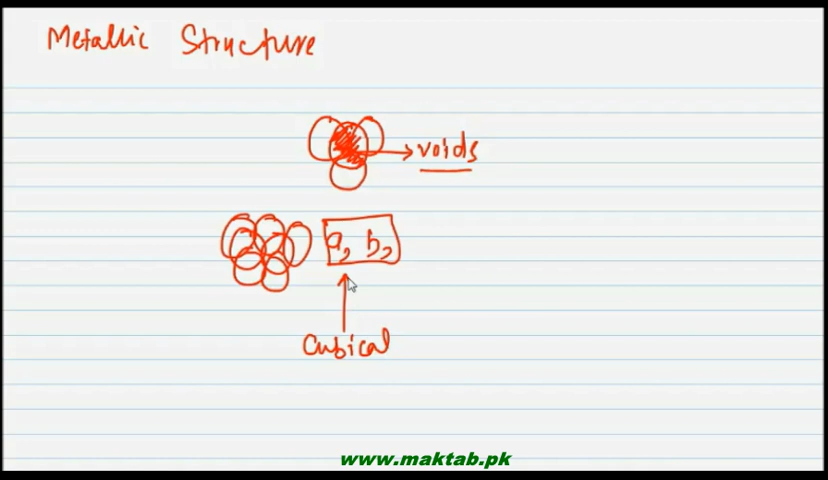 Metallic Structure
voids
a, b,
Cubical
www.maktab.pk